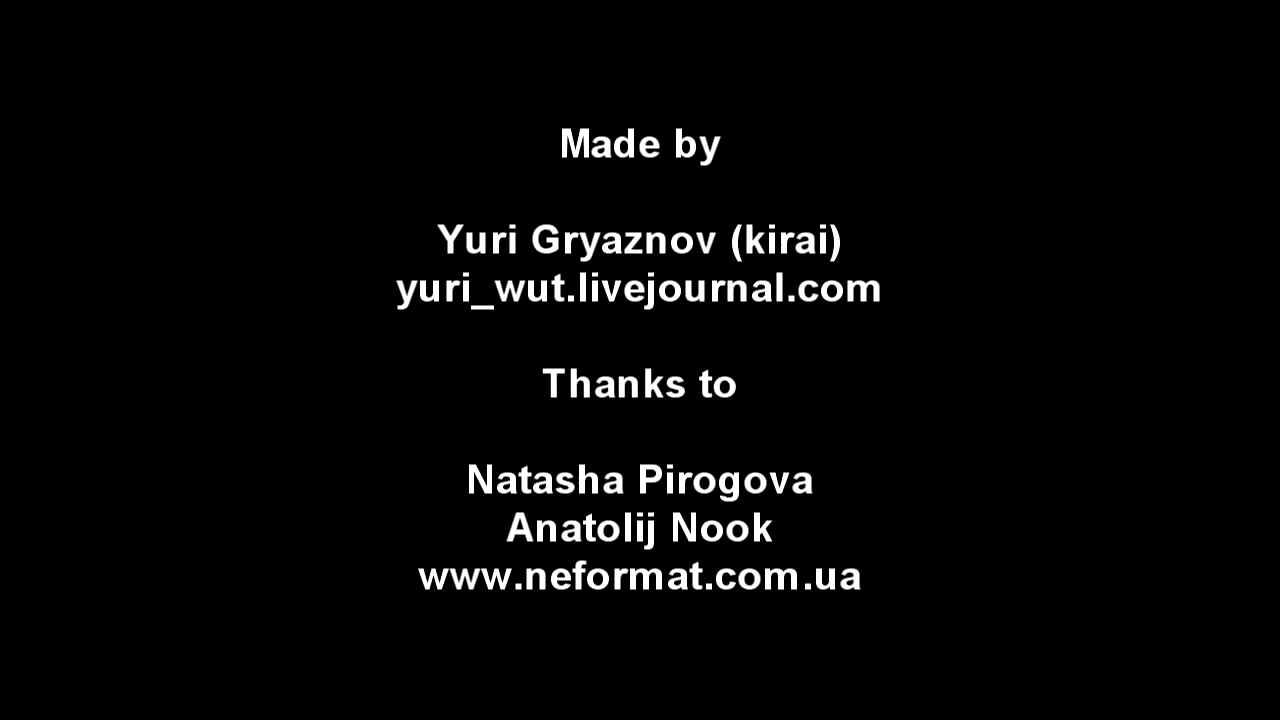 Made by
Yuri Gryaznov (kirai)
yuri_wut.livejournal.com
Thanks to
Natasha Pirogova
Anatolij Nook
www.neformat.com.ua